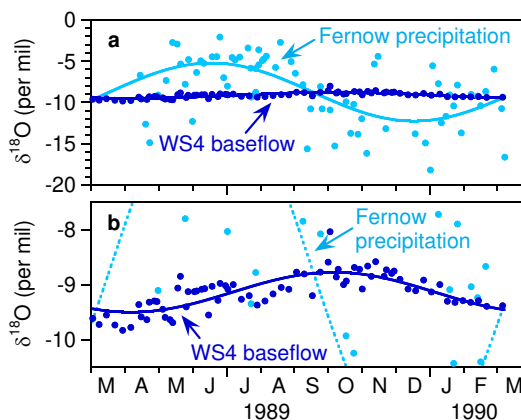 0
-5
-10
-15
-20
δ18O (per mil)
a
Fernow precipitation
WS4 baseflow
-8
-9
-10
δ18O (per mil)
b
Fernow
precipitation
WS4 baseflow
M A M J J A S O N D J F M
1989 1990